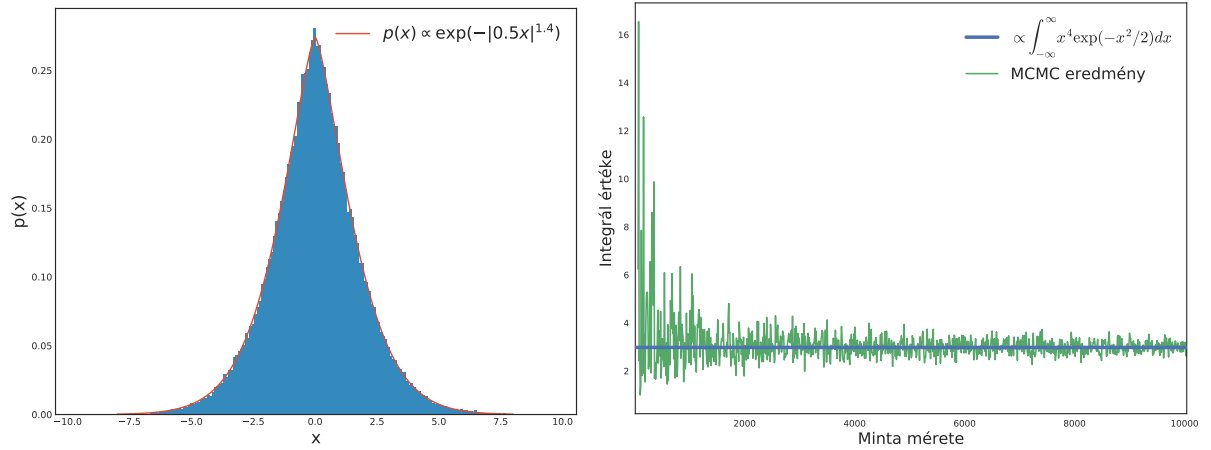 p(x) ∝ exp(−|0.5x|^1.4)
0.25
0.20
0.15
0.10
0.05
0.00
p(x)
−10.0 −7.5 −5.0 −2.5 0.0 2.5 5.0 7.5 10.0
x
∝∫_{−∞}^{∞} x^4 exp(−x^2/2)dx
MCMC eredmény
16
14
12
10
8
6
4
2
Integrál értéke
2000 4000 6000 8000 10000
Minta mérete